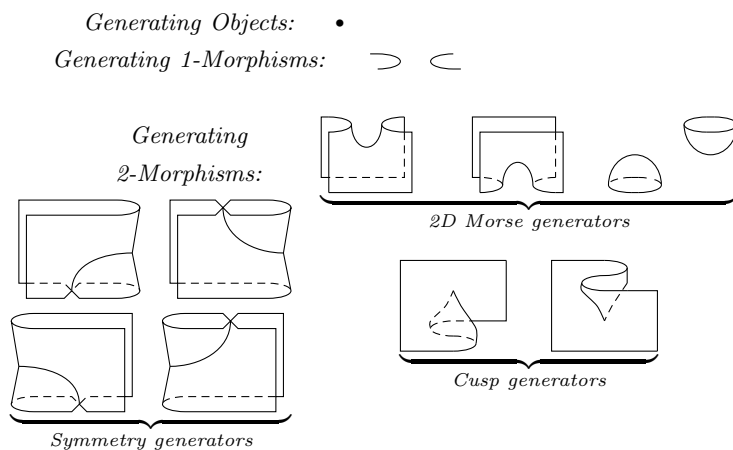 Generating Objects:
Generating 1-Morphisms:
Generating
2-Morphisms:
2D Morse generators
Cusp generators
Symmetry generators